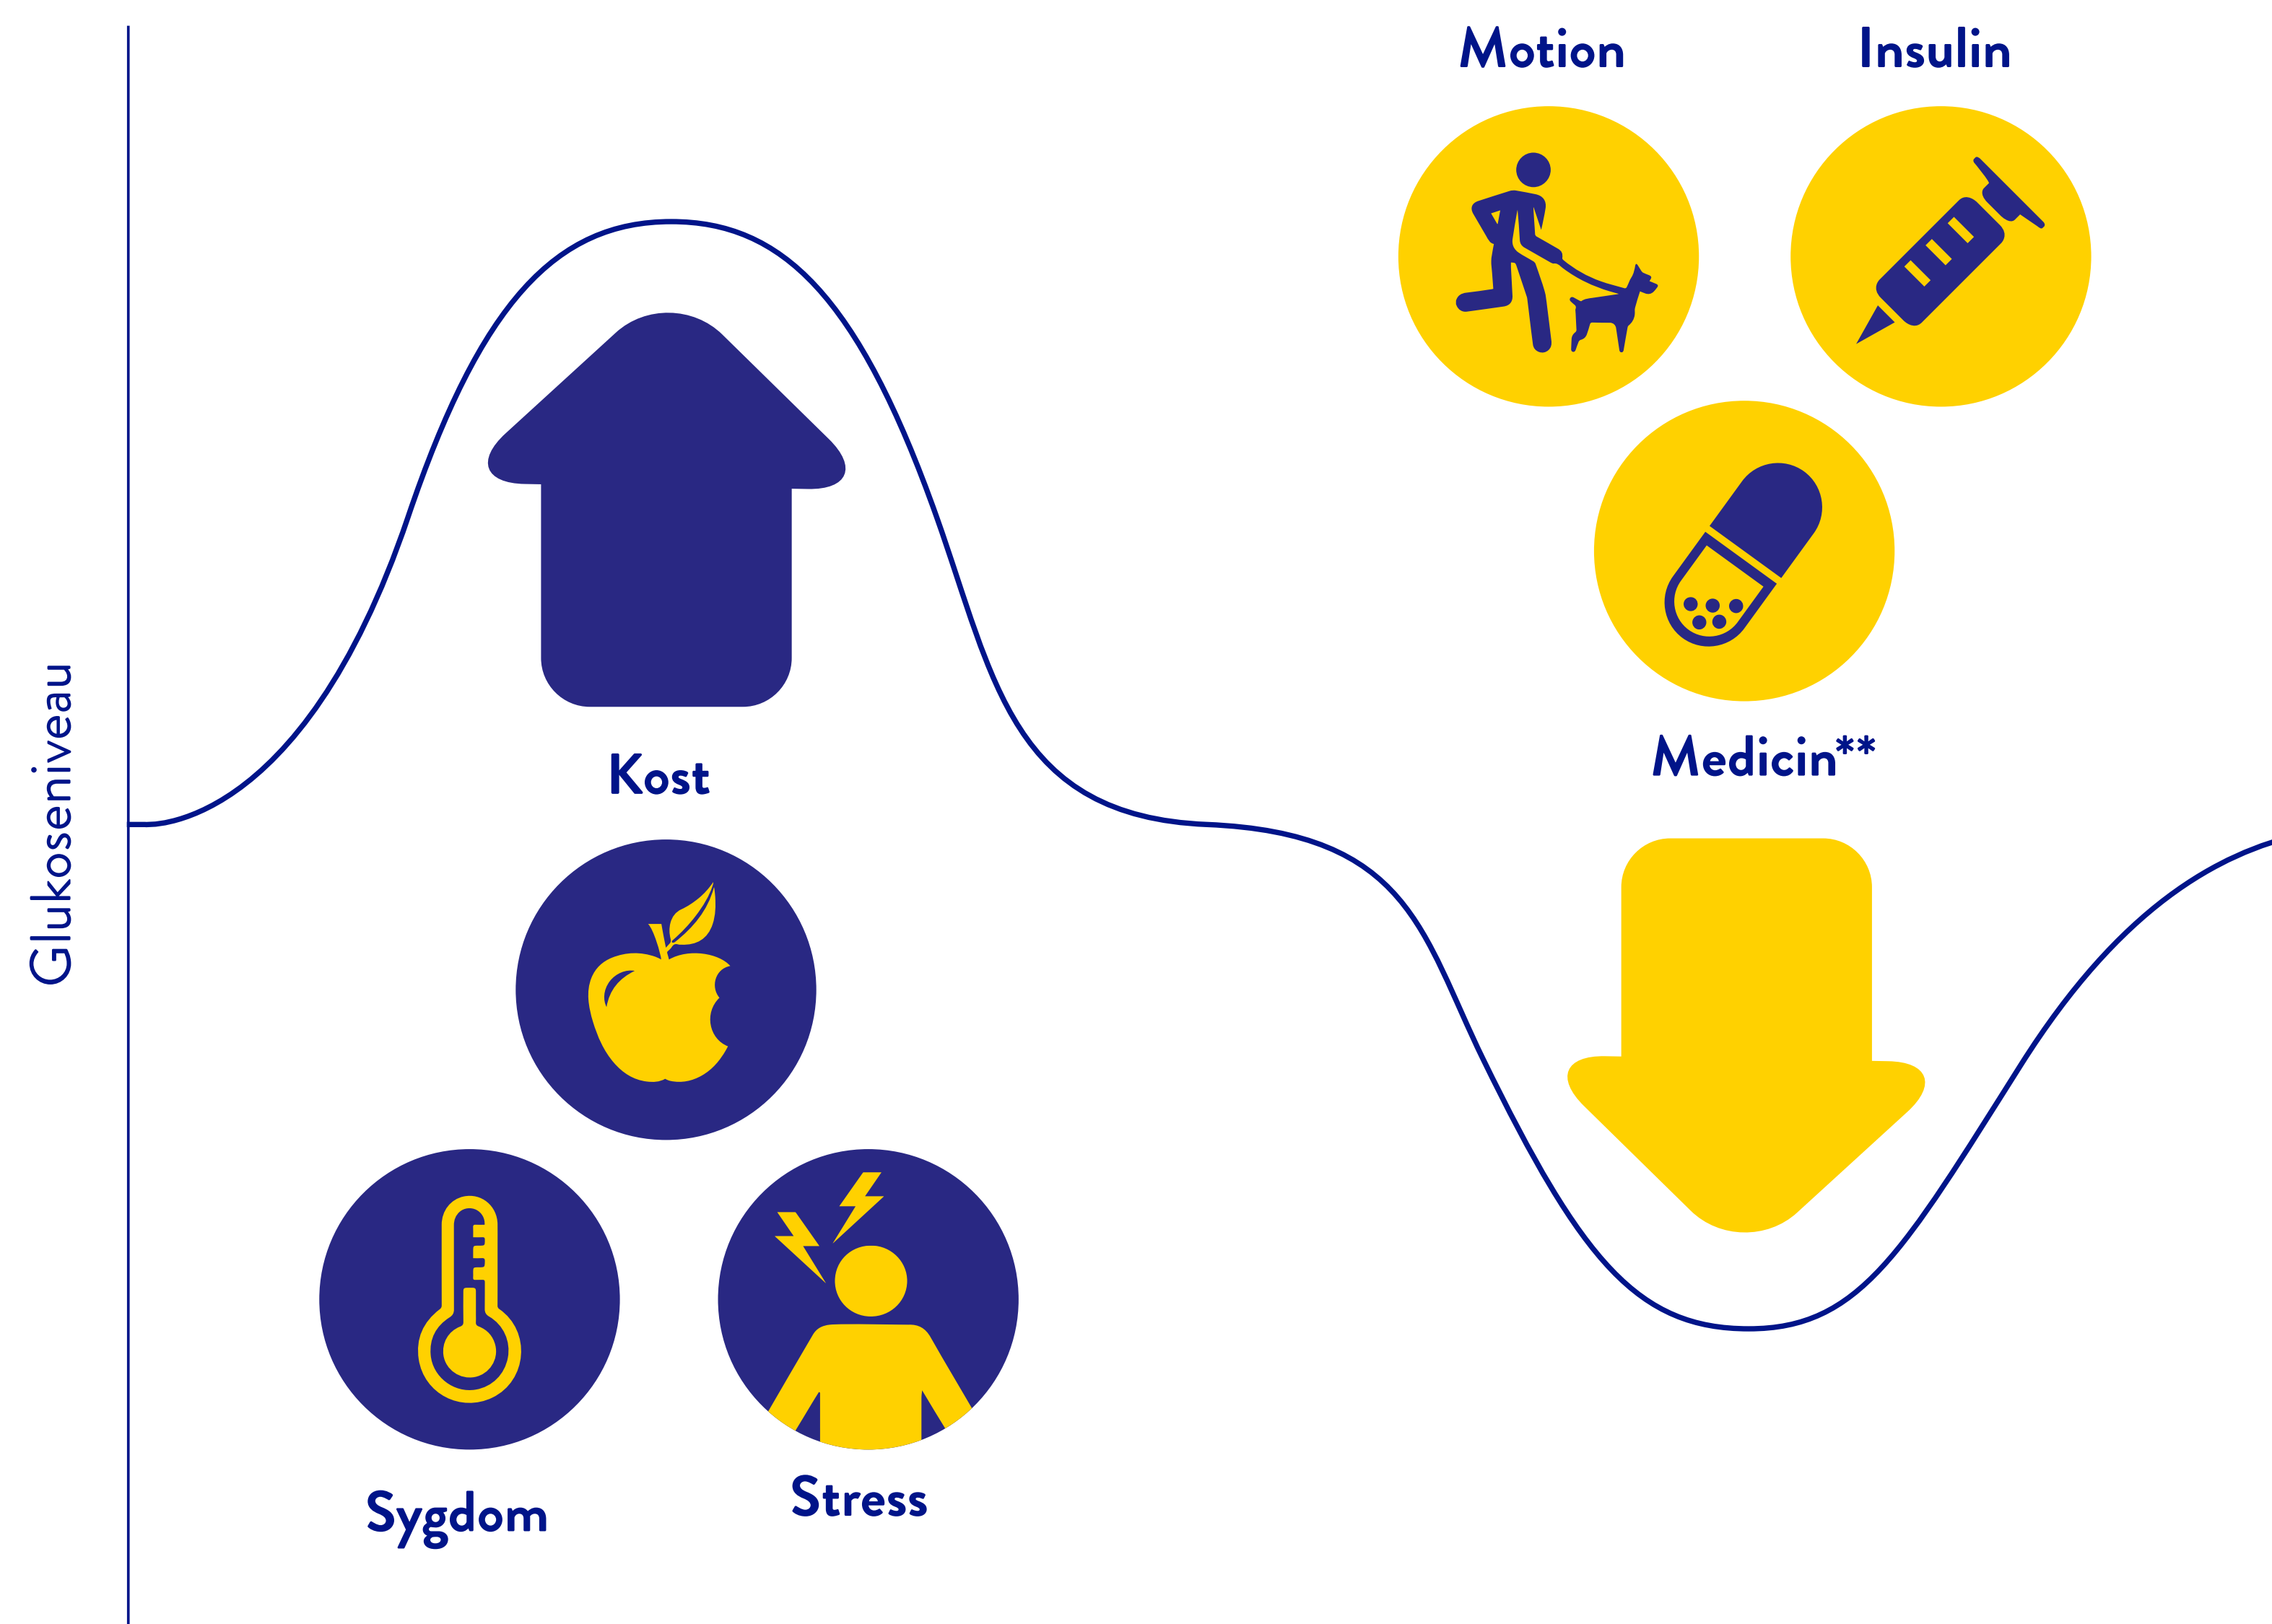 Glukoseniveau
Kost
Sygdom
Stress
Motion
Insulin
Medicin**